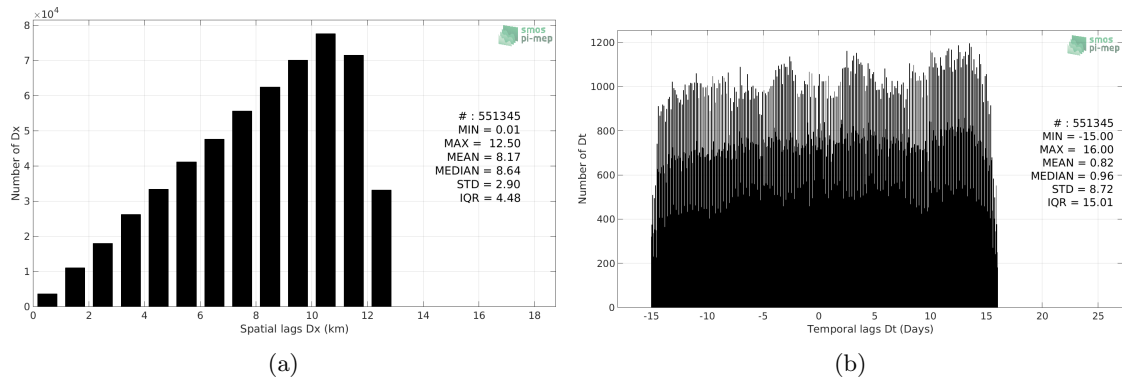 ×10⁴
8
7
6
5
4
3
2
1
0
Number of Dx
smos
pi-mep
# : 551345
MIN = 0.01
MAX = 12.50
MEAN = 8.17
MEDIAN = 8.64
STD = 2.90
IQR = 4.48
0 2 4 6 8 10 12 14 16 18
Spatial lags Dx (km)
(a)
1200
1000
800
600
400
200
0
Number of Dt
smos
pi-mep
# : 551345
MIN = -15.00
MAX = 16.00
MEAN = 0.82
MEDIAN = 0.96
STD = 8.72
IQR = 15.01
-15 -10 -5 0 5 10 15 20 25
Temporal lags Dt (Days)
(b)